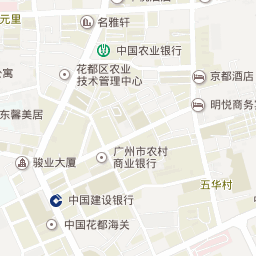 元里
名雅轩
中国农业银行
公寓
花都区农业
技术管理中心
京都酒店
明悦商务
东馨美居
广州市农村
商业银行
骏业大厦
五华村
中国建设银行
中国花都海关